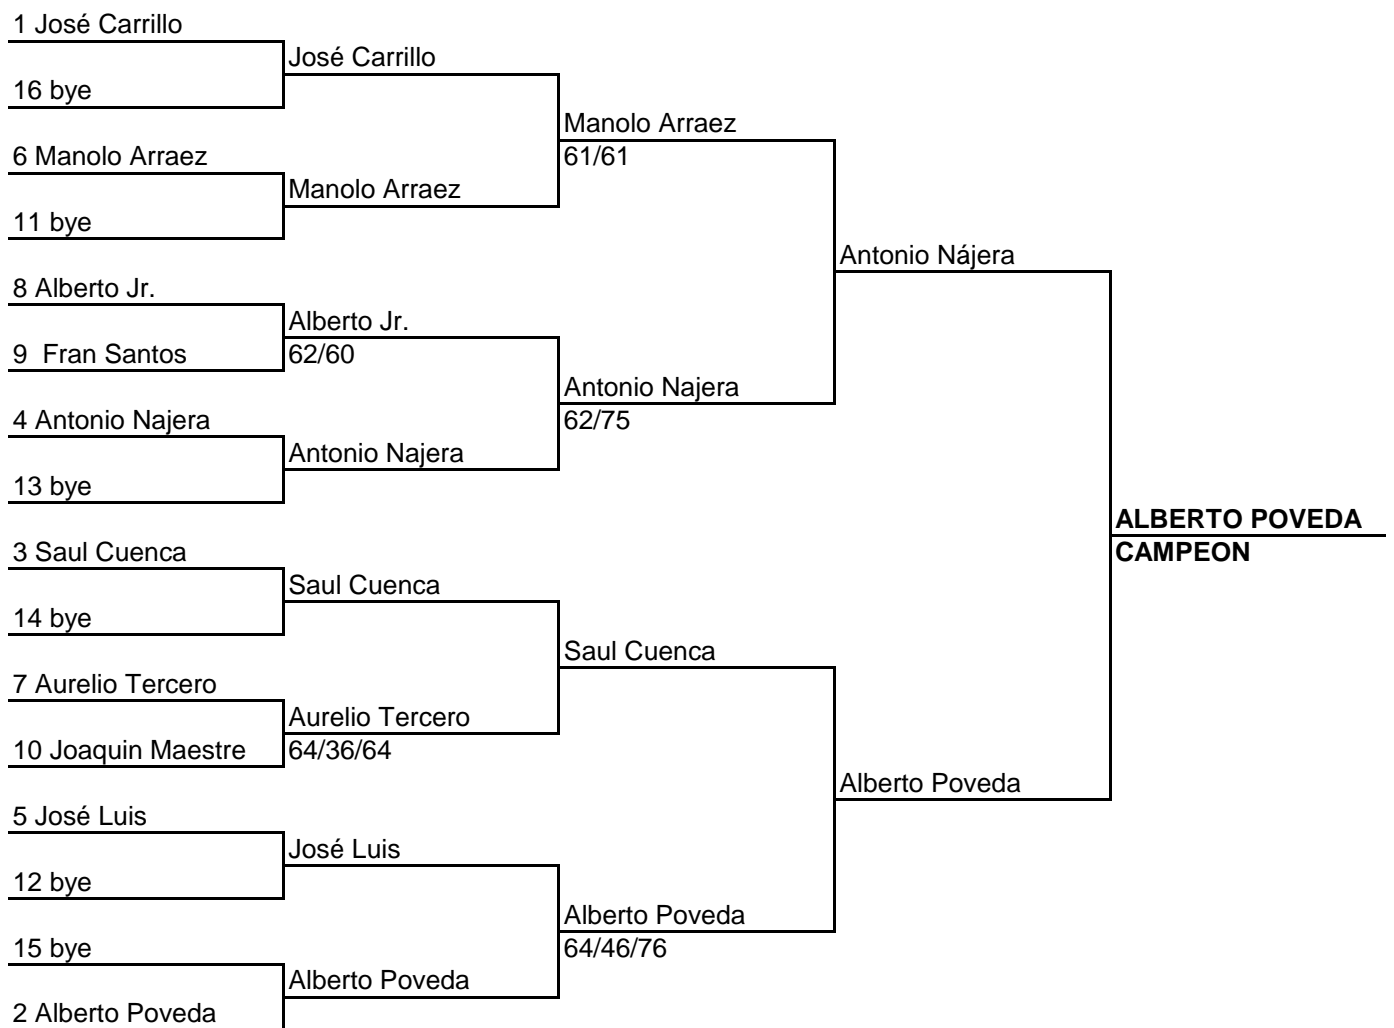 1 José Carrillo
José Carrillo
16 bye
Manolo Arraez
6 Manolo Arraez
61/61
Manolo Arraez
11 bye
Antonio Nájera
8 Alberto Jr.
Alberto Jr.
9  Fran Santos
62/60
Antonio Najera
4 Antonio Najera
62/75
Antonio Najera
13 bye
ALBERTO POVEDA
3 Saul Cuenca
CAMPEON
Saul Cuenca
14 bye
Saul Cuenca
7 Aurelio Tercero
Aurelio Tercero
10 Joaquin Maestre
64/36/64
Alberto Poveda
5 José Luis
José Luis
12 bye
Alberto Poveda
15 bye
64/46/76
Alberto Poveda
2 Alberto Poveda